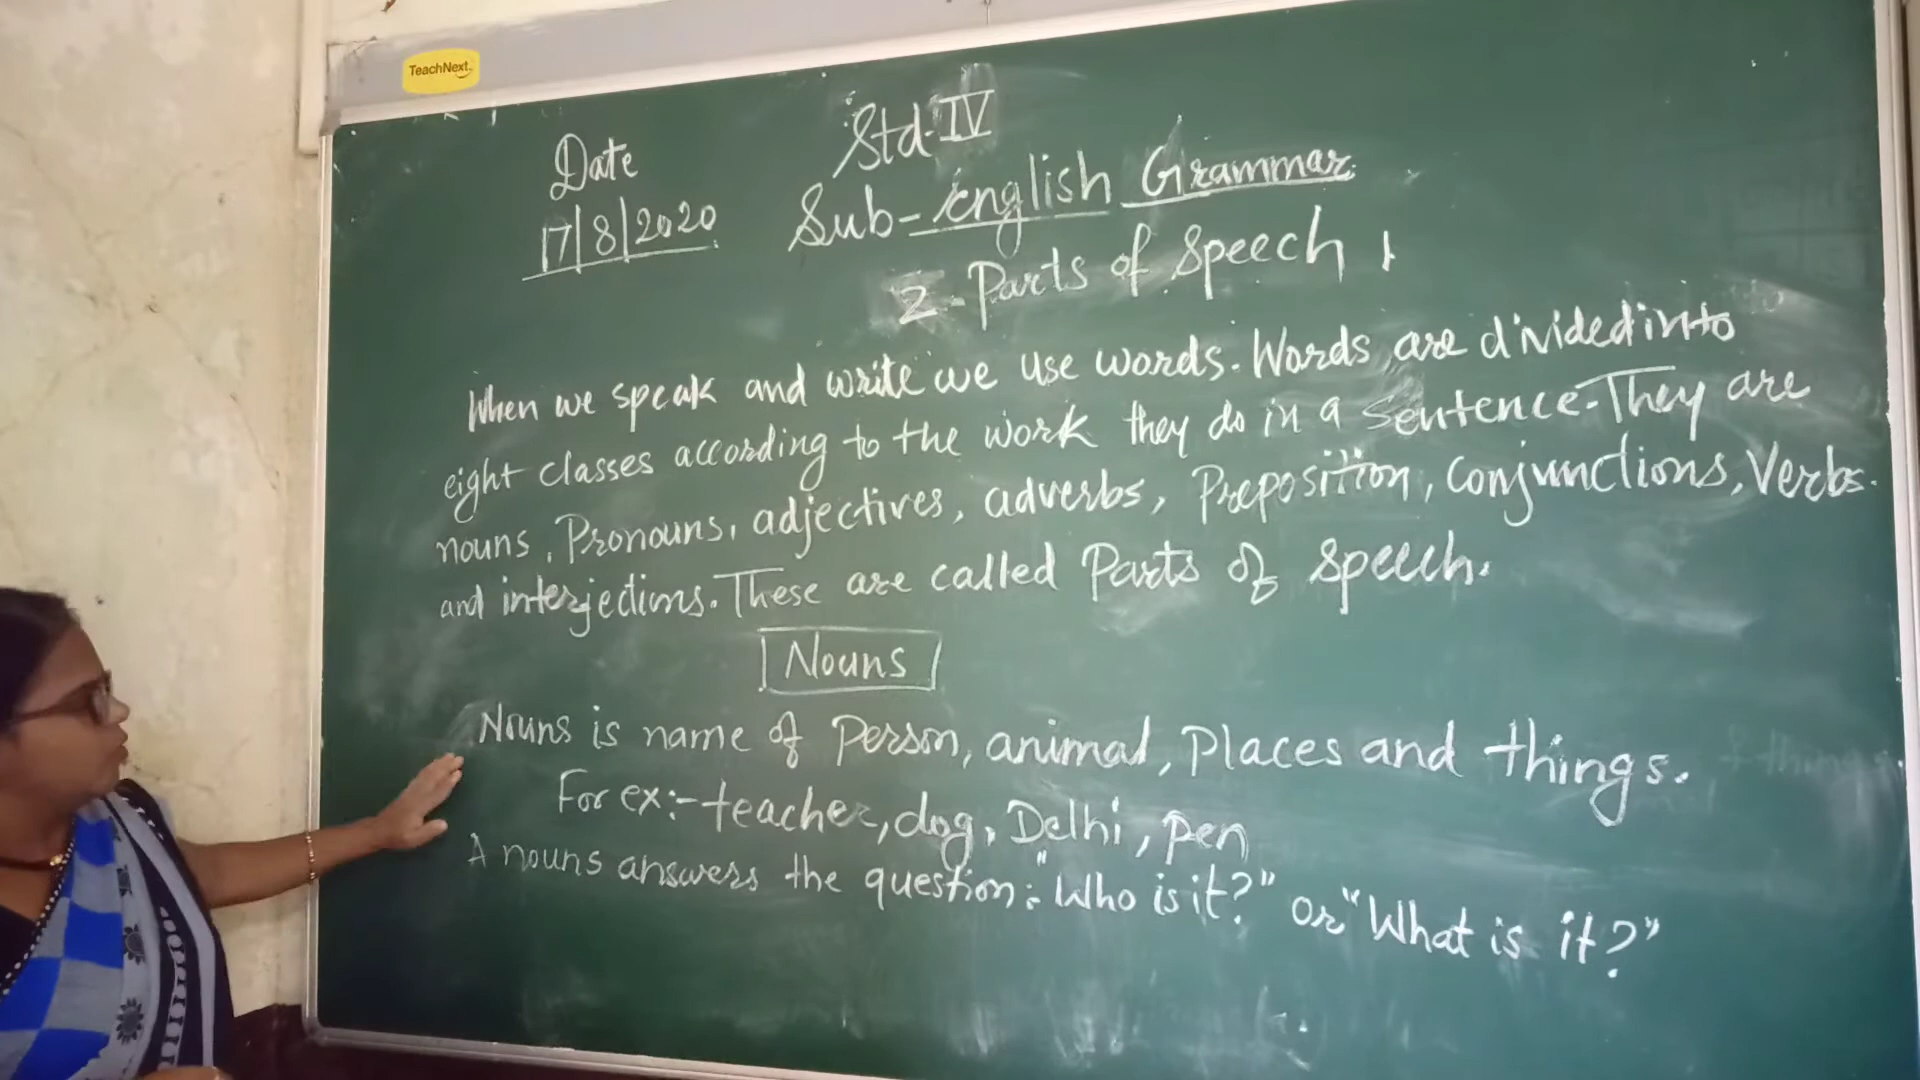 TeachNext
Std-IV
Date
17/8/2020
Sub-English Grammar
2-Parts of Speech
When we speak and write we use words. Words are divided into
eight classes according to the work they do in a sentence. They are
nouns, Pronouns, adjectives, adverbs, Preposition, Conjunctions, Verbs.
and interjections. These are called Parts of Speech.
Nouns
Nouns is name of Person, animal, Places and things.
For ex:- teacher, dog, Delhi, pen
A nouns answers the question: "Who is it?" or "What is it?"